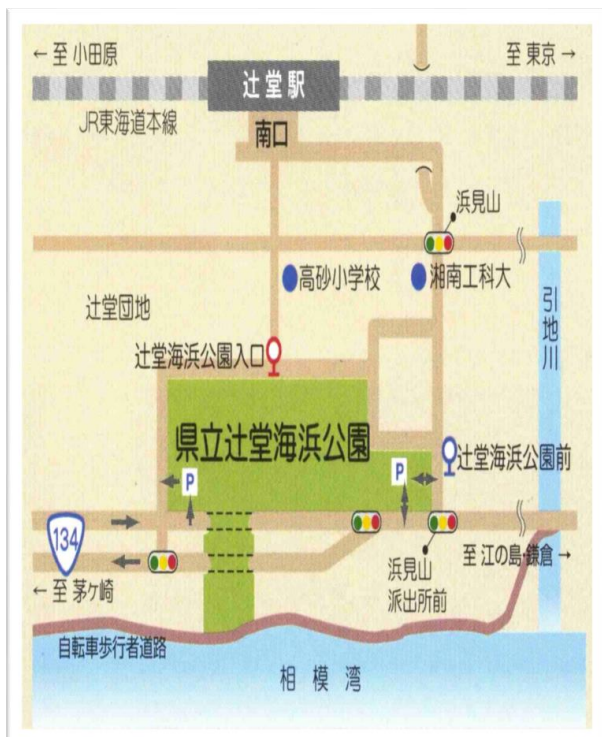 ← 至 小田原
至 東京 →
辻堂駅
JR東海道本線
南口
浜見山
高砂小学校
湘南工科大
辻堂団地
引地川
辻堂海浜公園入口
県立辻堂海浜公園
P
P
辻堂海浜公園前
134
浜見山
派出所前
至 江の島・鎌倉 →
← 至 茅ヶ崎
自転車歩行者道路
相模湾